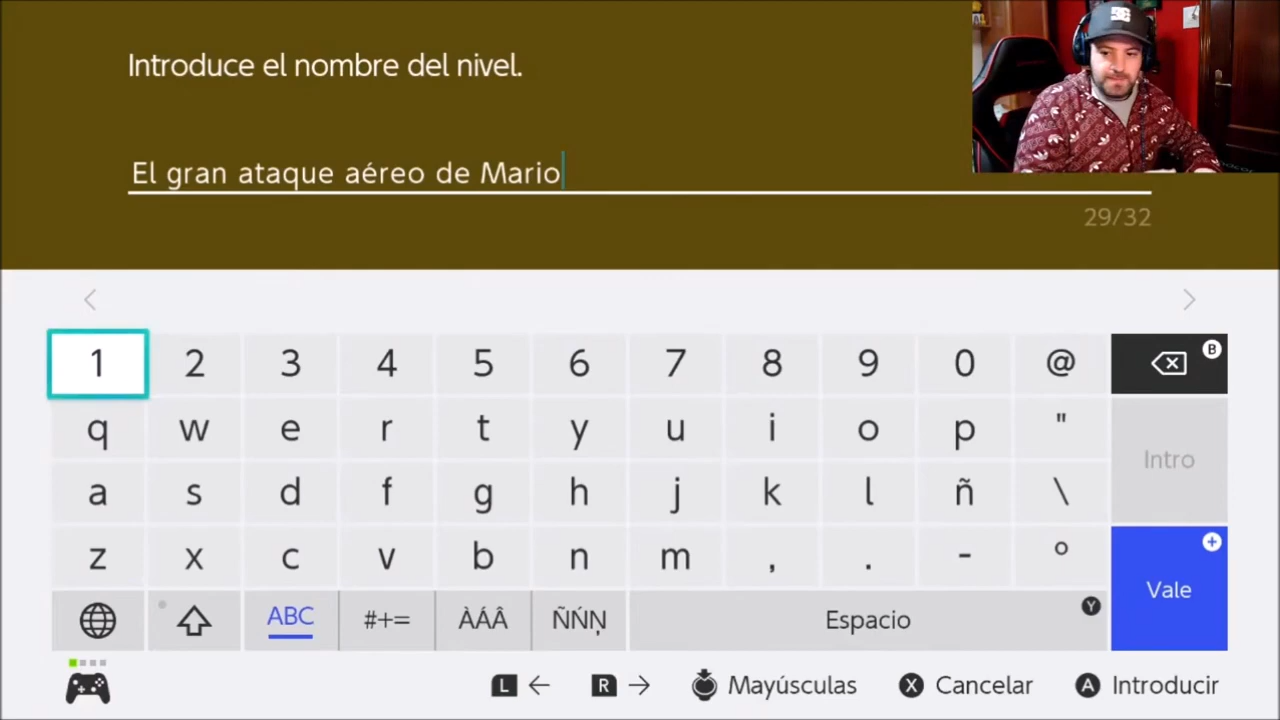 Introduce el nombre del nivel.
El gran ataque aéreo de Mario
29/32
1 2 3 4 5 6 7 8 9 0 @ B
q w e r t y u i o p "
Intro
a s d f g h j k l ñ \
z x c v b n m , . - º
+
Vale
ABC #+= ÀÁÂ ÑŃŅ Espacio Y
L ← R → Mayúsculas X Cancelar A Introducir